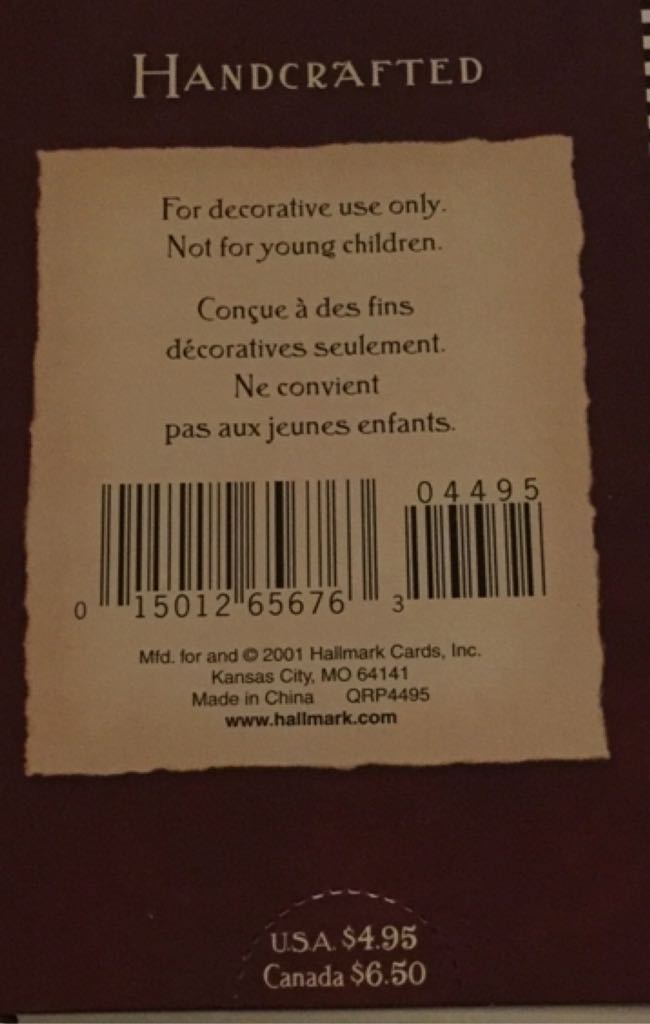 HANDCRAFTED
For decorative use only.
Not for young children.
Conçue à des fins
décoratives seulement.
Ne convient
pas aux jeunes enfants.
04495
0 15012 65676 3
Mfd. for and © 2001 Hallmark Cards, Inc.
Kansas City, MO 64141
Made in China QRP4495
www.hallmark.com
U.S.A. $4.95
Canada $6.50